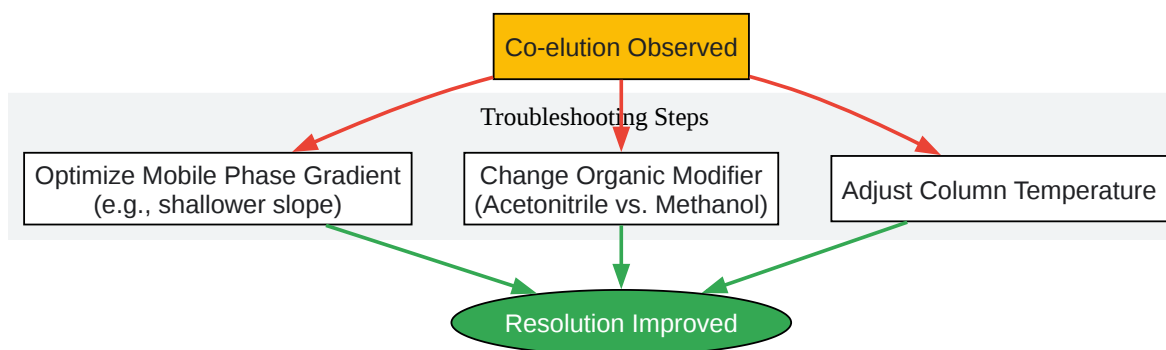 Co-elution Observed
Troubleshooting Steps
Optimize Mobile Phase Gradient
(e.g., shallower slope)
Change Organic Modifier
(Acetonitrile vs. Methanol)
Adjust Column Temperature
Resolution Improved